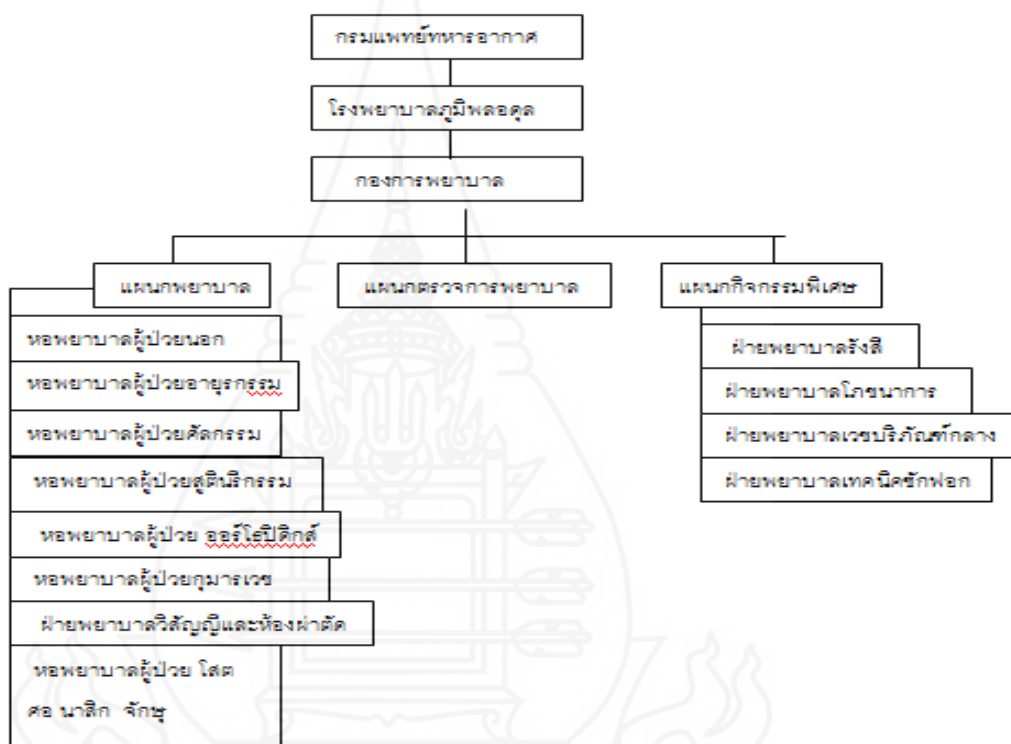 กรมแพทย์ทหารอากาศ
โรงพยาบาลภูมิพลอดุล
กองการพยาบาล
แผนกพยาบาล
แผนกตรวจการพยาบาล
แผนกกิจกรรมพิเศษ
หอพยาบาลผู้ป่วยนอก
หอพยาบาลผู้ป่วยอายุรกรรม
หอพยาบาลผู้ป่วยศัลกรรม
หอพยาบาลผู้ป่วยสูตินรีกรรม
หอพยาบาลผู้ป่วย ออร์โธปิดิกส์
หอพยาบาลผู้ป่วยกุมารเวช
ฝ่ายพยาบาลวิสัญญีและห้องผ่าตัด
หอพยาบาลผู้ป่วย โสต
ศอ นาสิก จักษุ
ฝ่ายพยาบาลรังสี
ฝ่ายพยาบาลโภชนาการ
ฝ่ายพยาบาลเวชบริภัณฑ์กลาง
ฝ่ายพยาบาลเทคนิคซักฟอก